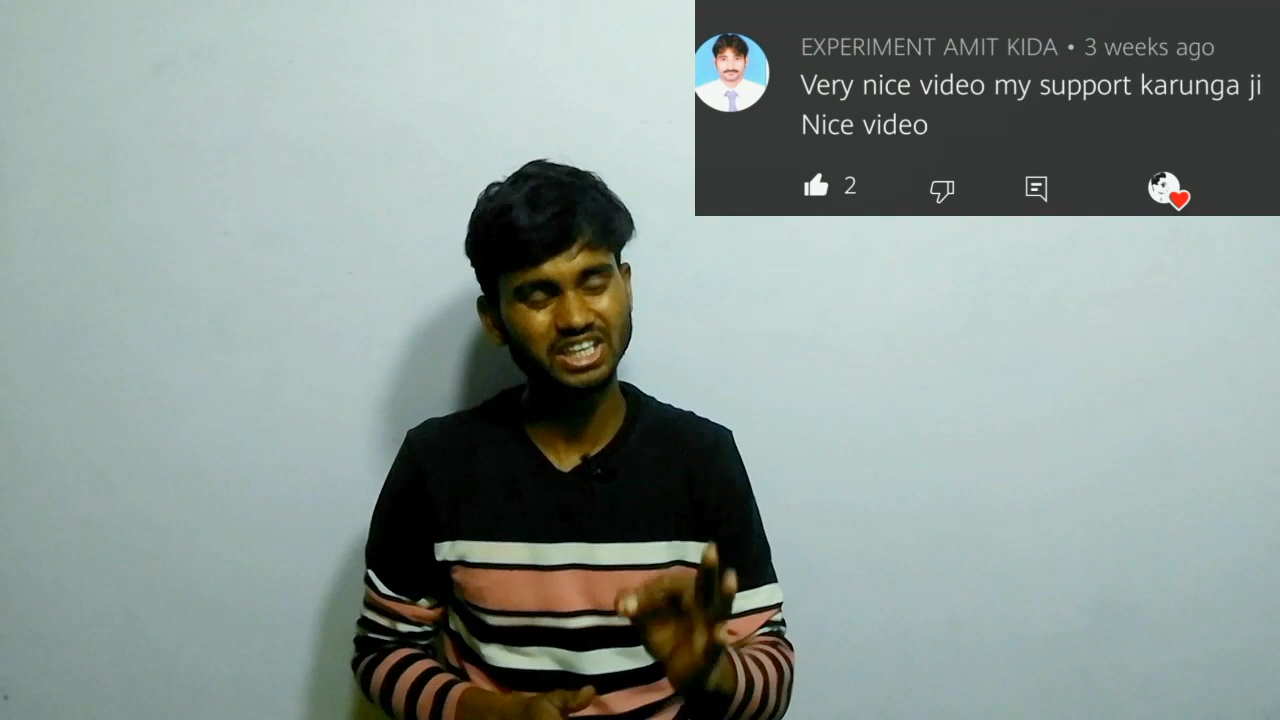 EXPERIMENT AMIT KIDA • 3 weeks ago
Very nice video my support karunga ji
Nice video
2